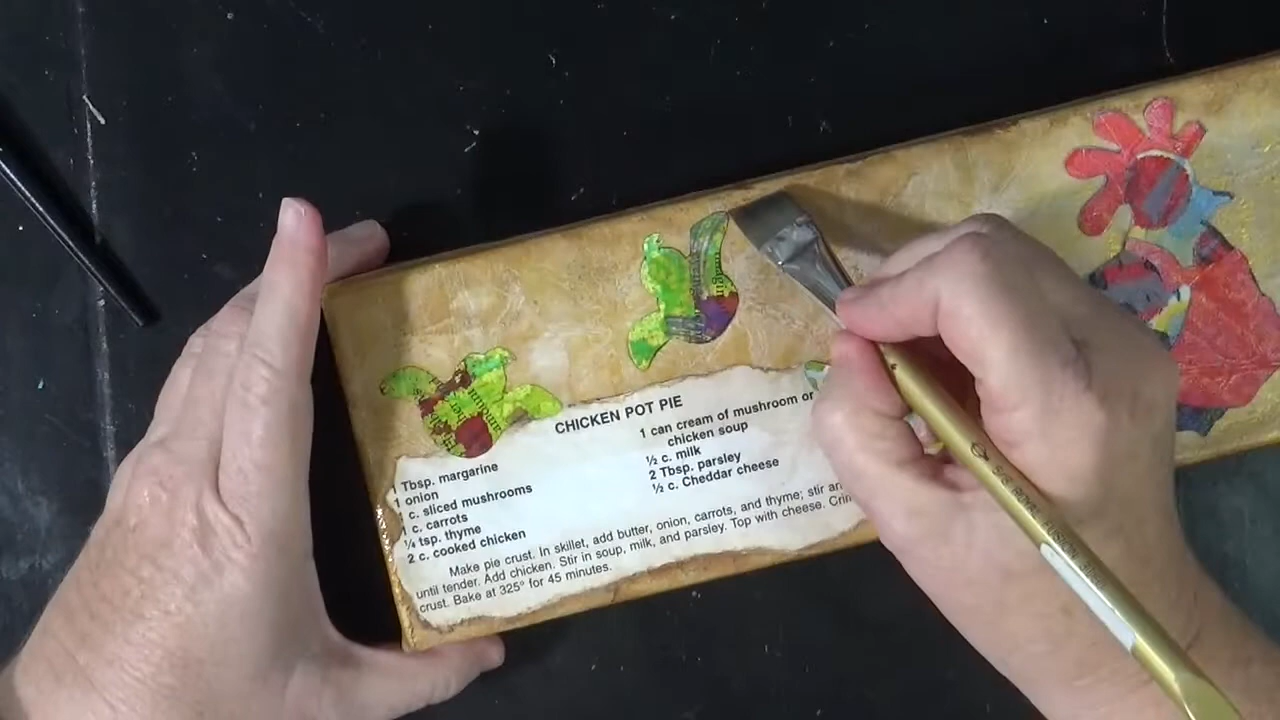 CHICKEN POT PIE
Tbsp. margarine
1 onion
1 c. sliced mushrooms
1 c. carrots
¼ tsp. thyme
2 c. cooked chicken
1 can cream of mushroom or
chicken soup
½ c. milk
2 Tbsp. parsley
½ c. Cheddar cheese
Make pie crust. In skillet, add butter, onion, carrots, and thyme; stir
until tender. Add chicken. Stir in soup, milk, and parsley. Top with cheese.
crust. Bake at 325° for 45 minutes.